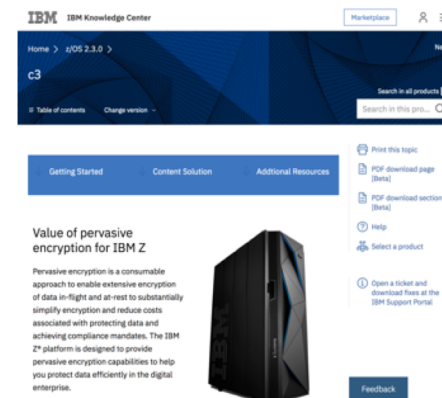 IBM IBM Knowledge Center
Marketplace
Home > z/OS 2.3.0 >
c3
Search in all products
Table of contents Change version
Search in this pro...
Print this topic
PDF download page
[Beta]
PDF download section
[Beta]
Help
Select a product
Open a ticket and
download fixes at the
IBM Support Portal
Getting Started Content Solution Addtional Resources
Value of pervasive
encryption for IBM Z
Pervasive encryption is a consumable
approach to enable extensive encryption
of data in-flight and at-rest to substantially
simplify encryption and reduce costs
associated with protecting data and
achieving compliance mandates. The IBM
Z® platform is designed to provide
pervasive encryption capabilities to help
you protect data efficiently in the digital
enterprise.
IBM
Feedback